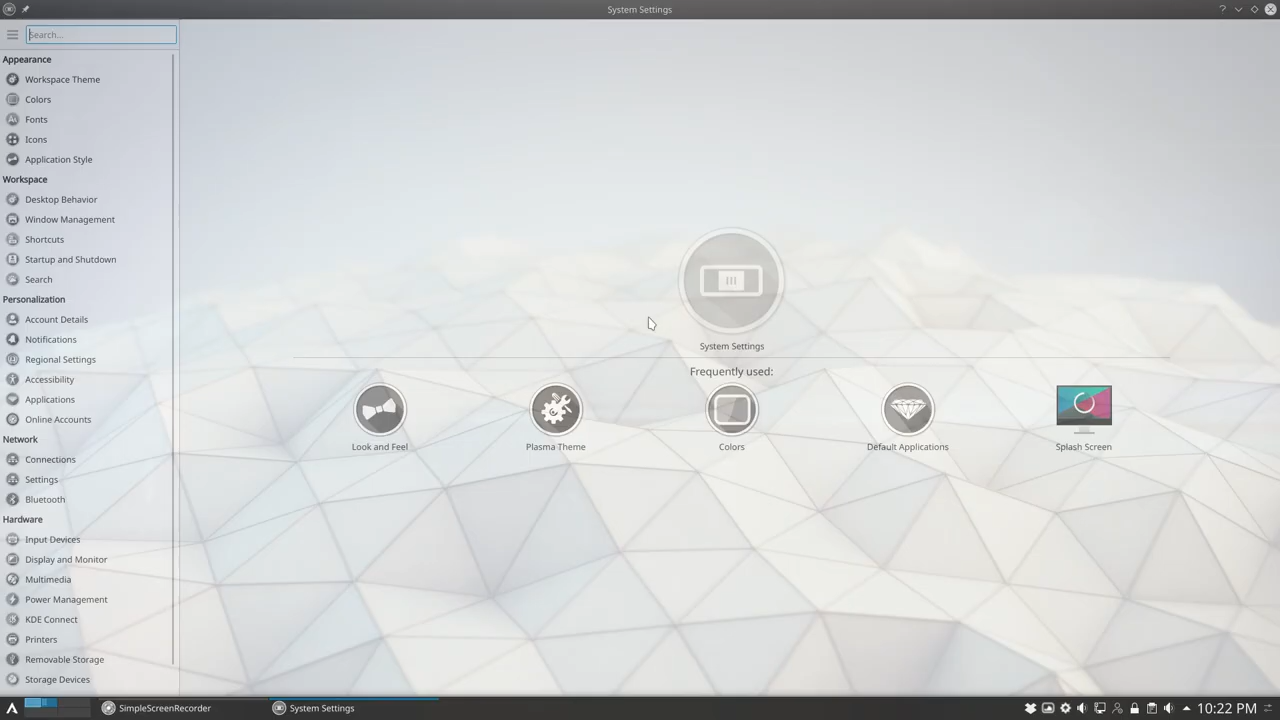 System Settings
Search...
Appearance
Workspace Theme
Colors
Fonts
Icons
Application Style
Workspace
Desktop Behavior
Window Management
Shortcuts
Startup and Shutdown
Search
Personalization
Account Details
Notifications
Regional Settings
Accessibility
Applications
Online Accounts
Network
Connections
Settings
Bluetooth
Hardware
Input Devices
Display and Monitor
Multimedia
Power Management
KDE Connect
Printers
Removable Storage
Storage Devices
System Settings
Frequently used:
Look and Feel
Plasma Theme
Colors
Default Applications
Splash Screen
SimpleScreenRecorder
System Settings
10:22 PM